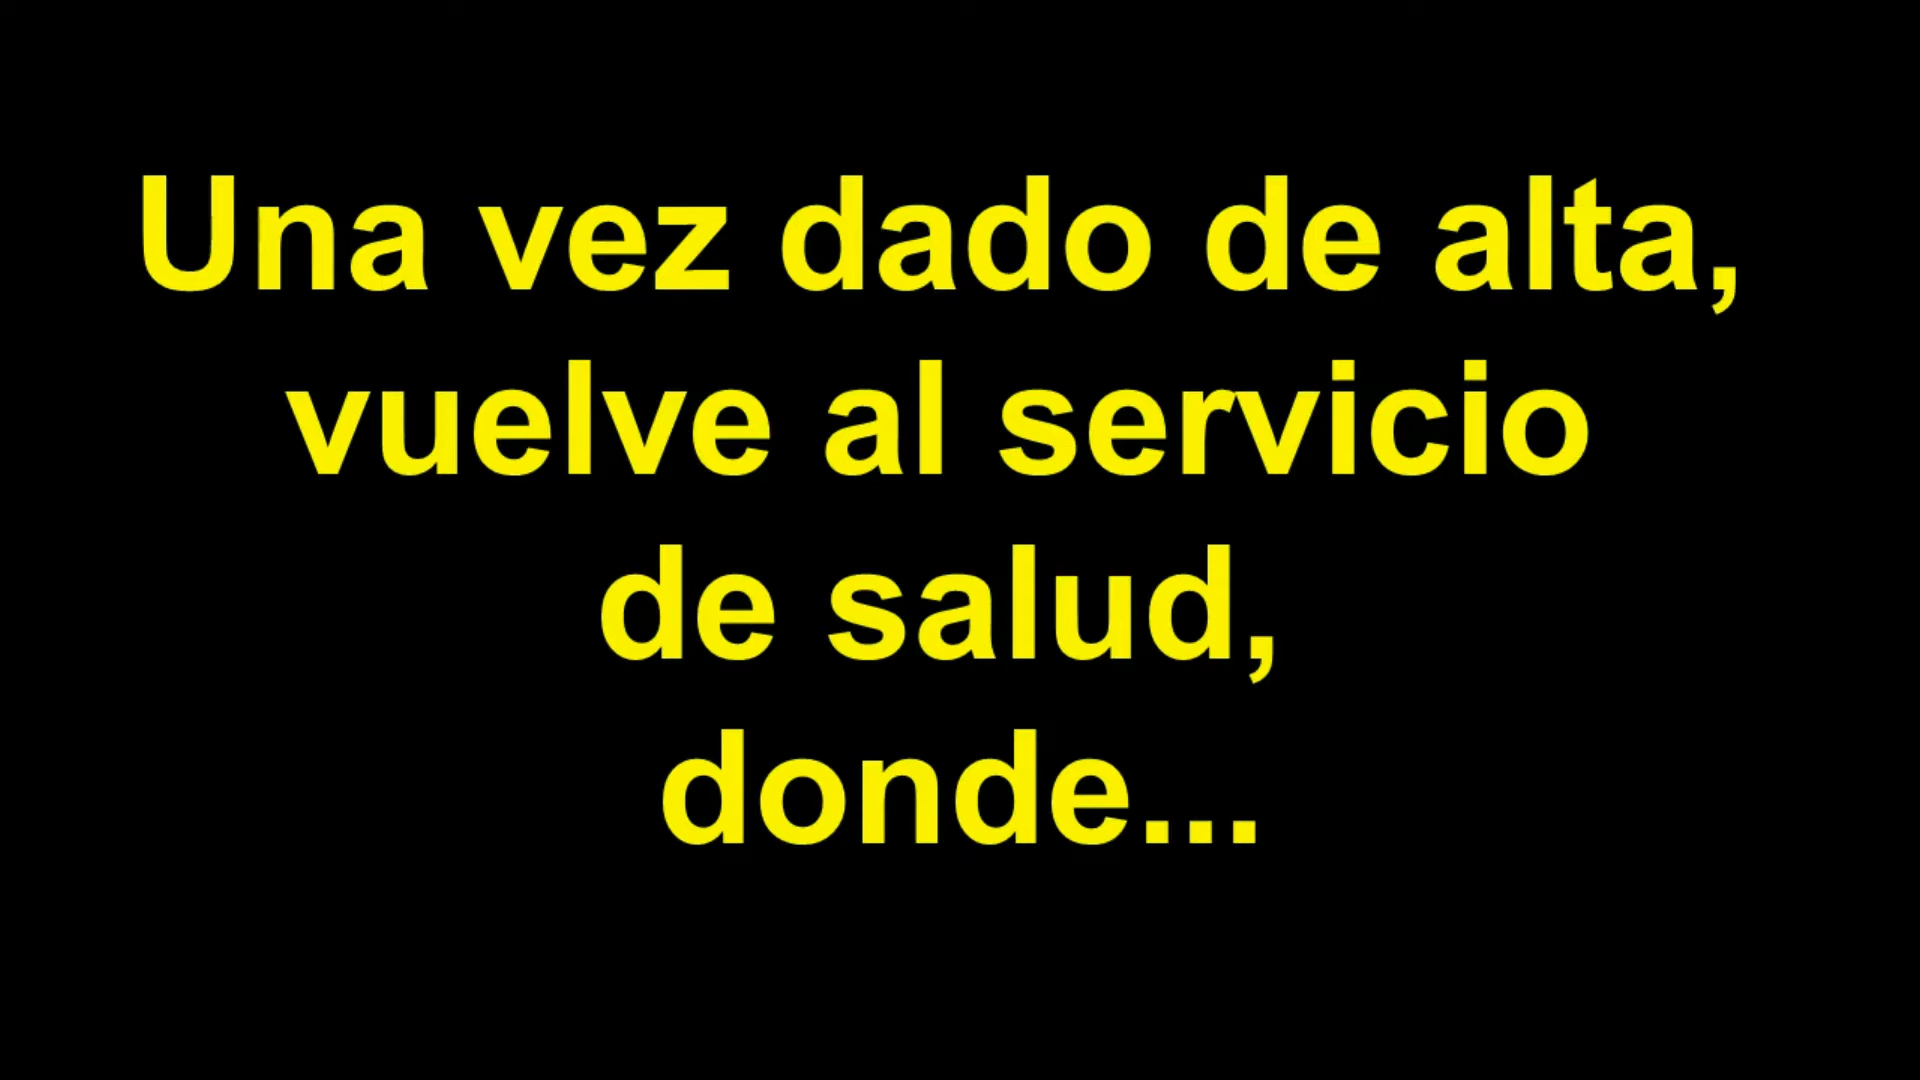 Una vez dado de alta,
vuelve al servicio
de salud,
donde...